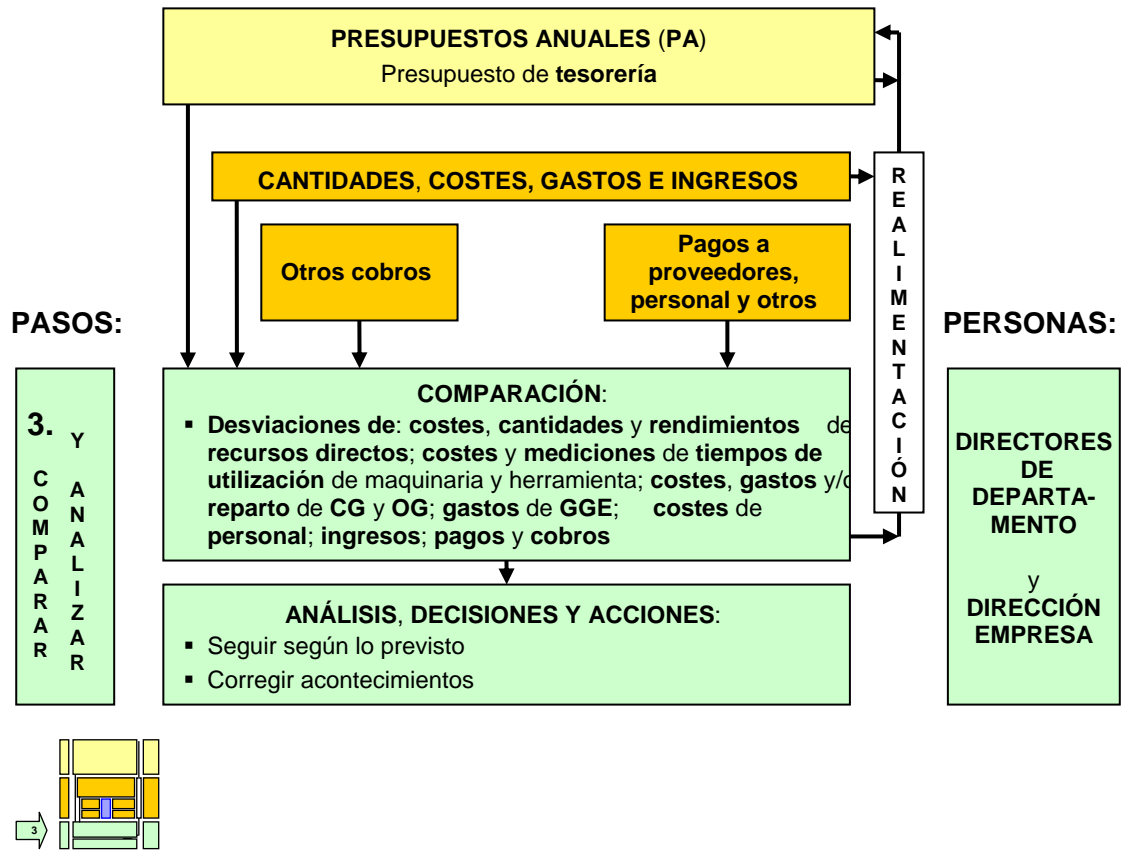 PRESUPUESTOS ANUALES (PA)
Presupuesto de tesorería
CANTIDADES, COSTES, GASTOS E INGRESOS
Otros cobros
Pagos a
proveedores,
personal y otros
REALIMENTACIÓN
PASOS:
PERSONAS:
3.
COMPARAR
Y ANALIZAR
COMPARACIÓN:
▪ Desviaciones de: costes, cantidades y rendimientos de
recursos directos; costes y mediciones de tiempos de
utilización de maquinaria y herramienta; costes, gastos y/o
reparto de CG y OG; gastos de GGE; costes de
personal; ingresos; pagos y cobros
ANÁLISIS, DECISIONES Y ACCIONES:
▪ Seguir según lo previsto
▪ Corregir acontecimientos
DIRECTORES
DE
DEPARTA-
MENTO
y
DIRECCIÓN
EMPRESA
3